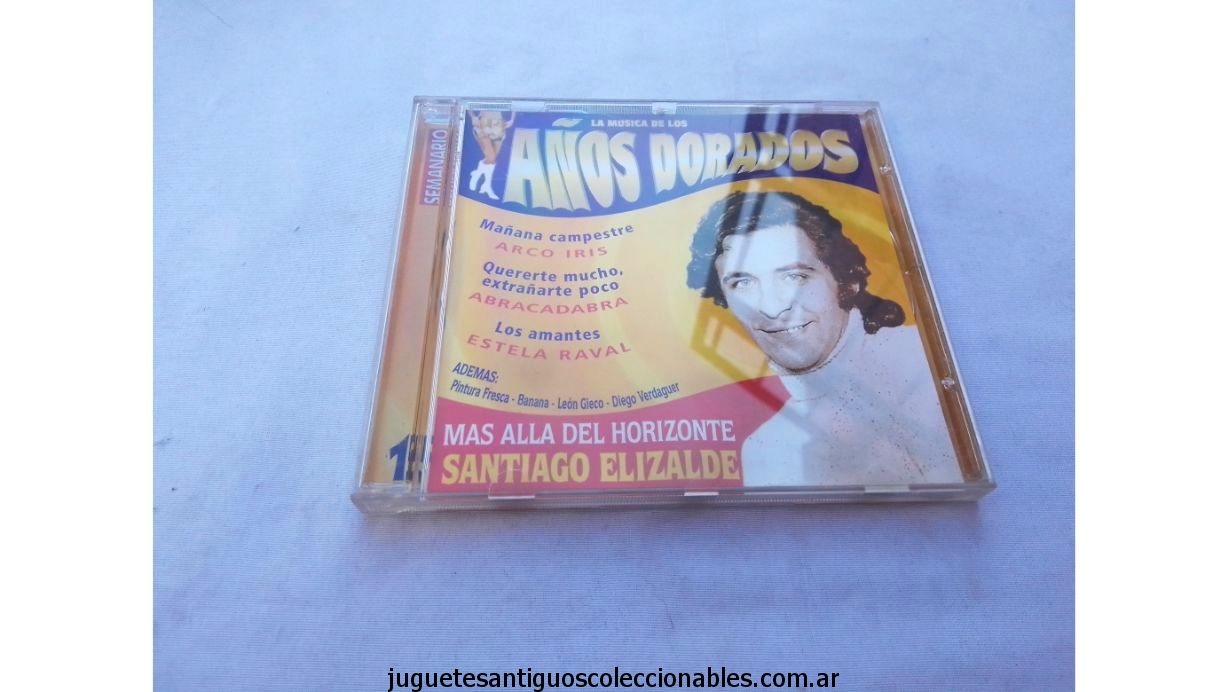 SEMANARIO
LA MÚSICA DE LOS
AÑOS DORADOS
Mañana campestre
ARCO IRIS
Quererte mucho,
extrañarte poco
ABRACADABRA
Los amantes
ESTELA RAVAL
ADEMAS:
Pintura Fresca - Banana - León Gieco - Diego Verdaguer
MAS ALLA DEL HORIZONTE
SANTIAGO ELIZALDE
juguetesantiguoscoleccionables.com.ar